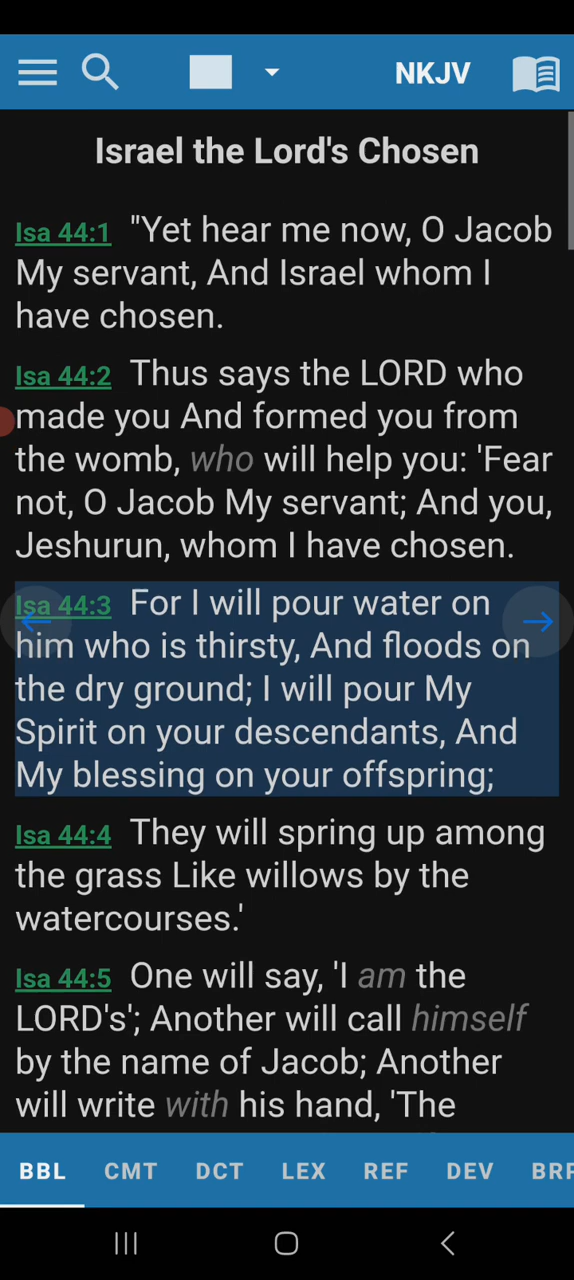 NKJV
Israel the Lord's Chosen
Isa 44:1 "Yet hear me now, O Jacob
My servant, And Israel whom I
have chosen.
Isa 44:2 Thus says the LORD who
made you And formed you from
the womb, who will help you: 'Fear
not, O Jacob My servant; And you,
Jeshurun, whom I have chosen.
Isa 44:3 For I will pour water on
him who is thirsty, And floods on
the dry ground; I will pour My
Spirit on your descendants, And
My blessing on your offspring;
Isa 44:4 They will spring up among
the grass Like willows by the
watercourses.'
Isa 44:5 One will say, 'I am the
LORD's'; Another will call himself
by the name of Jacob; Another
will write with his hand, 'The
BBL CMT DCT LEX REF DEV BRP